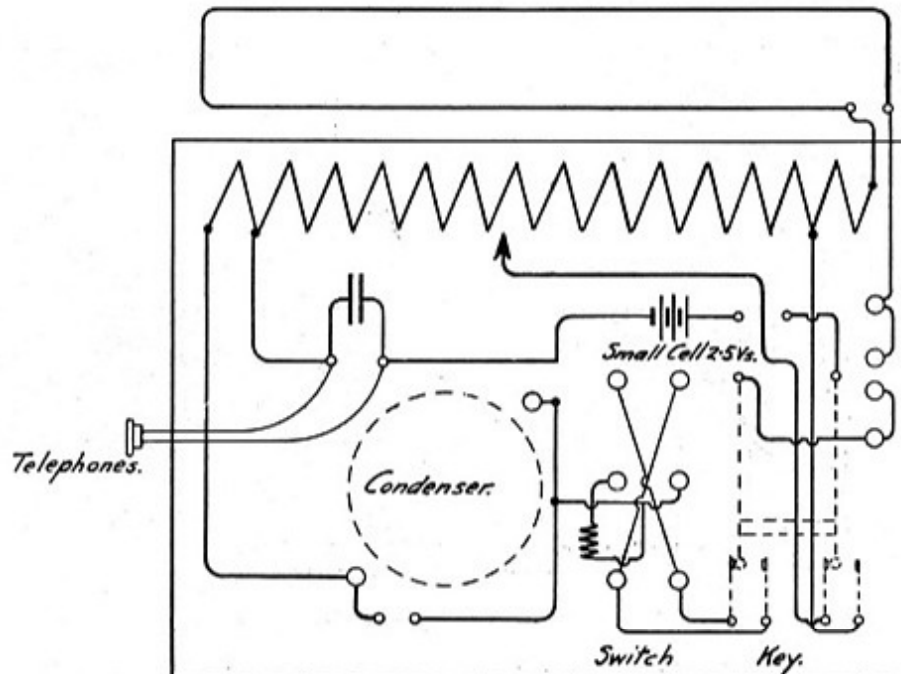 Small Cell 2·5 Vs.
Telephones.
Condenser.
Switch
Key.